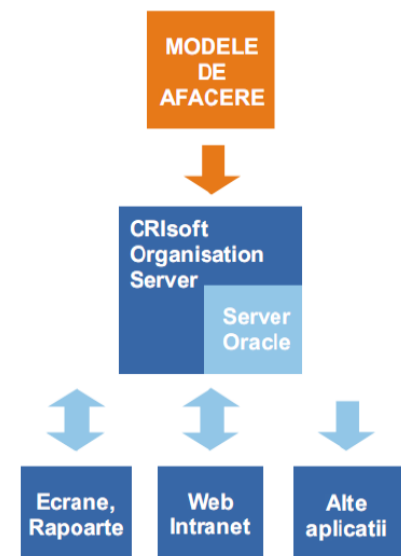 MODELE
DE
AFACERE
CRIsoft
Organisation
Server
Server
Oracle
Ecrane,
Rapoarte
Web
Intranet
Alte
aplicatii